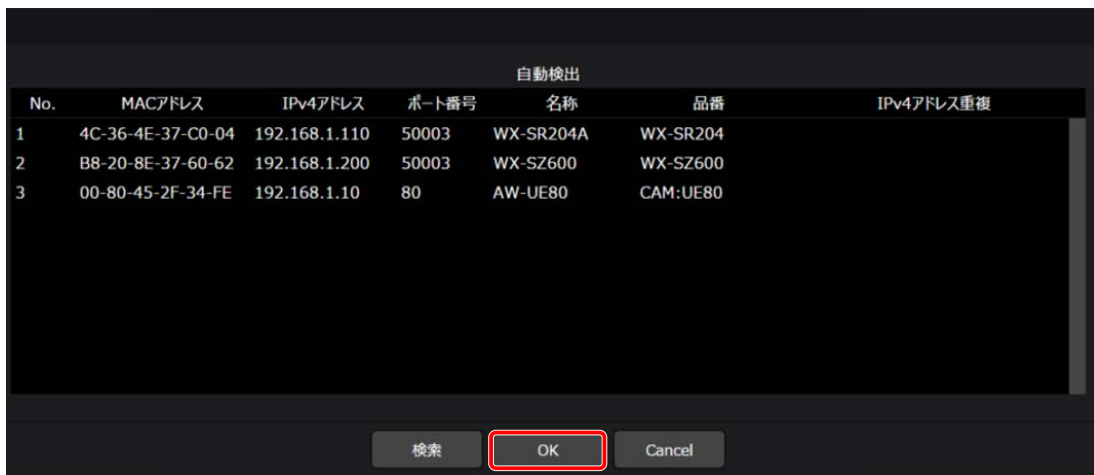 自動検出
No. MACアドレス IPv4アドレス ポート番号 名称 品番 IPv4アドレス重複
1 4C-36-4E-37-C0-04 192.168.1.110 50003 WX-SR204A WX-SR204
2 B8-20-8E-37-60-62 192.168.1.200 50003 WX-SZ600 WX-SZ600
3 00-80-45-2F-34-FE 192.168.1.10 80 AW-UE80 CAM:UE80
検索 OK Cancel